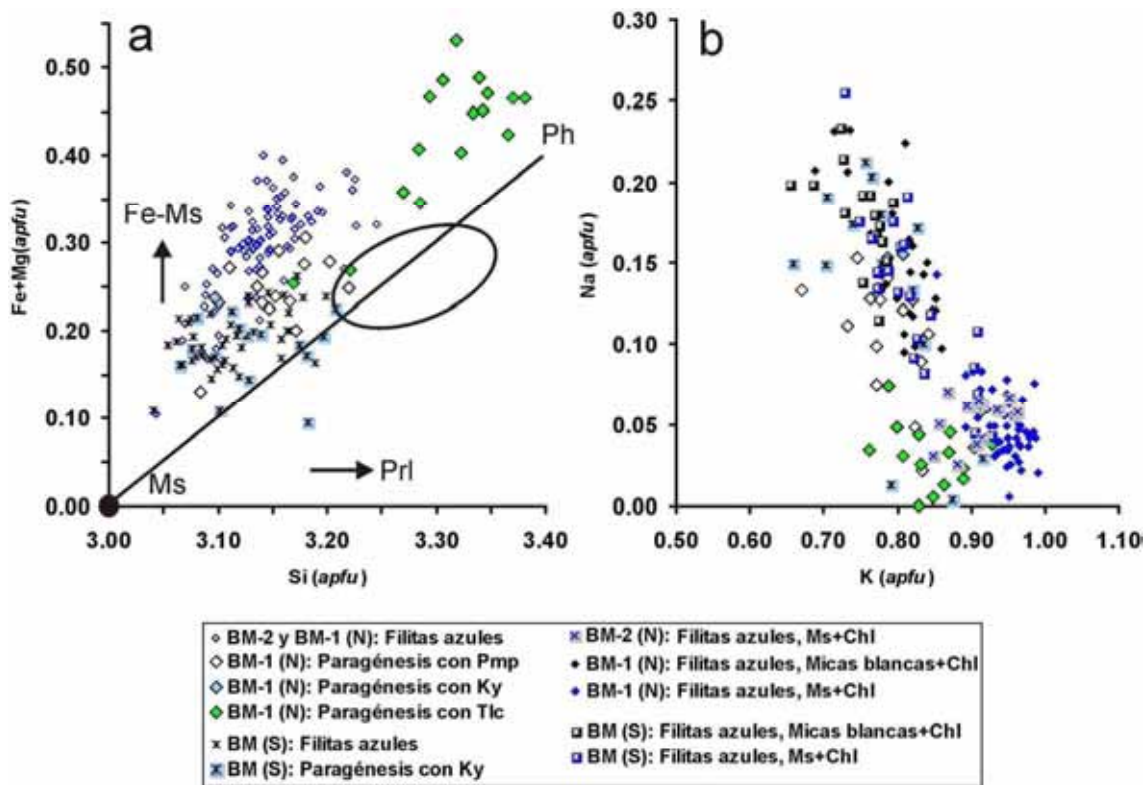 a
Fe+Mg(apfu)
0.50
0.40
0.30
0.20
0.10
0.00
Ph
Fe-Ms
Prl
Ms
3.00 3.10 3.20 3.30 3.40
Si (apfu)
b
Na (apfu)
0.30
0.25
0.20
0.15
0.10
0.05
0.00
0.50 0.60 0.70 0.80 0.90 1.00 1.10
K (apfu)
BM-2 y BM-1 (N): Filitas azules
BM-1 (N): Paragénesis con Pmp
BM-1 (N): Paragénesis con Ky
BM-1 (N): Paragénesis con Tlc
BM (S): Filitas azules
BM (S): Paragénesis con Ky
BM-2 (N): Filitas azules, Ms+Chl
BM-1 (N): Filitas azules, Micas blancas+Chl
BM-1 (N): Filitas azules, Ms+Chl
BM (S): Filitas azules, Micas blancas+Chl
BM (S): Filitas azules, Ms+Chl